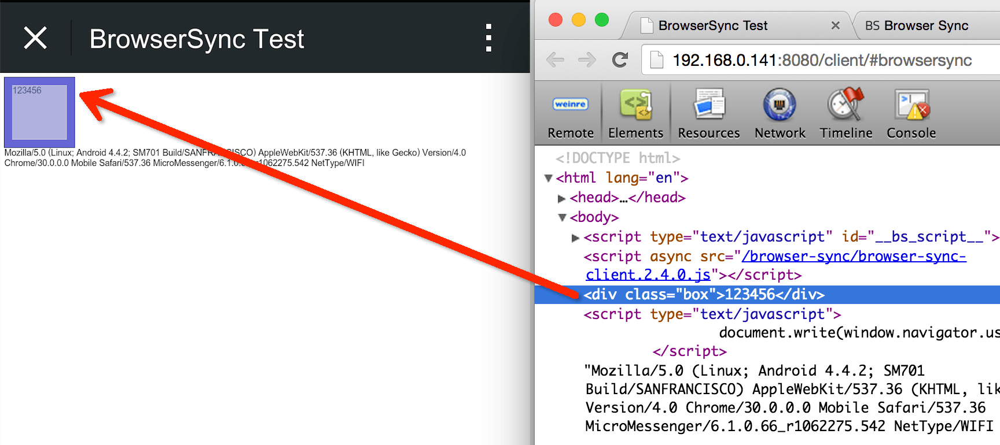 BrowserSync Test
123456
Mozilla/5.0 (Linux; Android 4.4.2; SM701 Build/SANFRANCISCO) AppleWebKit/537.36 (KHTML, like Gecko) Version/4.0
Chrome/30.0.0.0 Mobile Safari/537.36 MicroMessenger/6.1.0. r1062275.542 NetType/WIFI
BrowserSync Test
BS Browser Sync
192.168.0.141:8080/client/#browsersync
weinre
Remote Elements Resources Network Timeline Console
<!DOCTYPE html>
<html lang="en">
<head>…</head>
<body>
<script type="text/javascript" id="__bs_script__">
<script async src="/browser-sync/browser-sync-
client.2.4.0.js"></script>
<div class="box">123456</div>
<script type="text/javascript">
document.write(window.navigator.us
</script>
"Mozilla/5.0 (Linux; Android 4.4.2; SM701
Build/SANFRANCISCO) AppleWebKit/537.36 (KHTML, lik
Version/4.0 Chrome/30.0.0.0 Mobile Safari/537.36
MicroMessenger/6.1.0.66_r1062275.542 NetType/WIFI